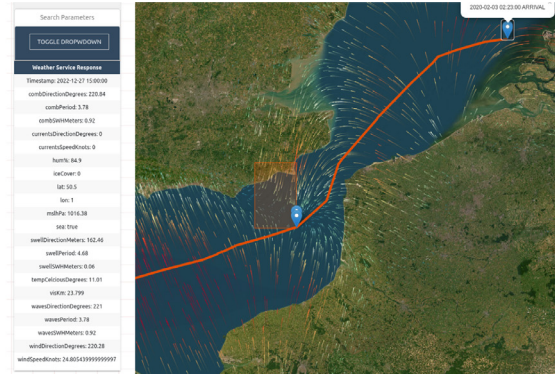 Search Parameters
TOGGLE DROPDOWN
Weather Service Response
Timestamp: 2022-12-27 15:00:00
combDirectionDegrees: 220.84
combPeriod: 3.78
combSWHMeters: 0.92
currentsDirectionDegrees: 0
currentsSpeedKnots: 0
hum%: 84.9
iceCover: 0
lat: 50.5
lon: 1
mslhPa: 1016.38
sea: true
swellDirectionMeters: 162.46
swellPeriod: 4.68
swellSWHMeters: 0.06
tempCelciousDegrees: 11.01
visKm: 23.799
wavesDirectionDegrees: 221
wavesPeriod: 3.78
wavesSWHMeters: 0.92
windDirectionDegrees: 220.28
windSpeedKnots: 24.805439999999997
2020-02-03 02:23:00 ARRIVAL